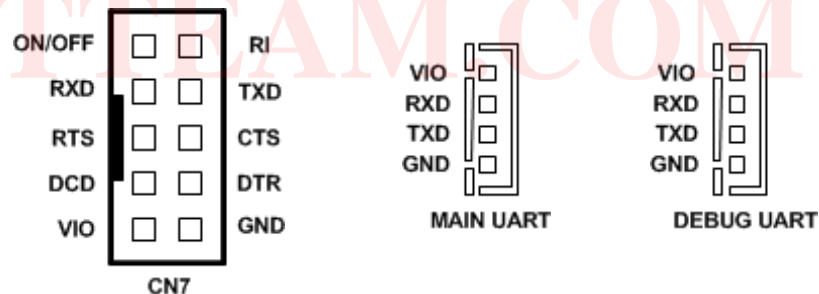 TTEAM.COM
ON/OFF RI
RXD TXD
RTS CTS
DCD DTR
VIO GND
CN7
VIO
RXD
TXD
GND
MAIN UART
VIO
RXD
TXD
GND
DEBUG UART